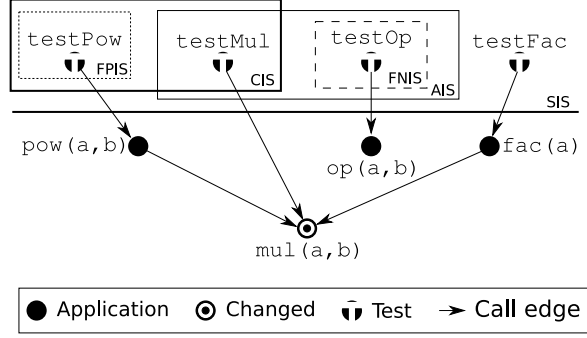 testPow testMul testOp testFac
FPIS CIS FNIS AIS
SIS
pow(a,b) op(a,b) fac(a)
mul(a,b)
Application Changed Test Call edge